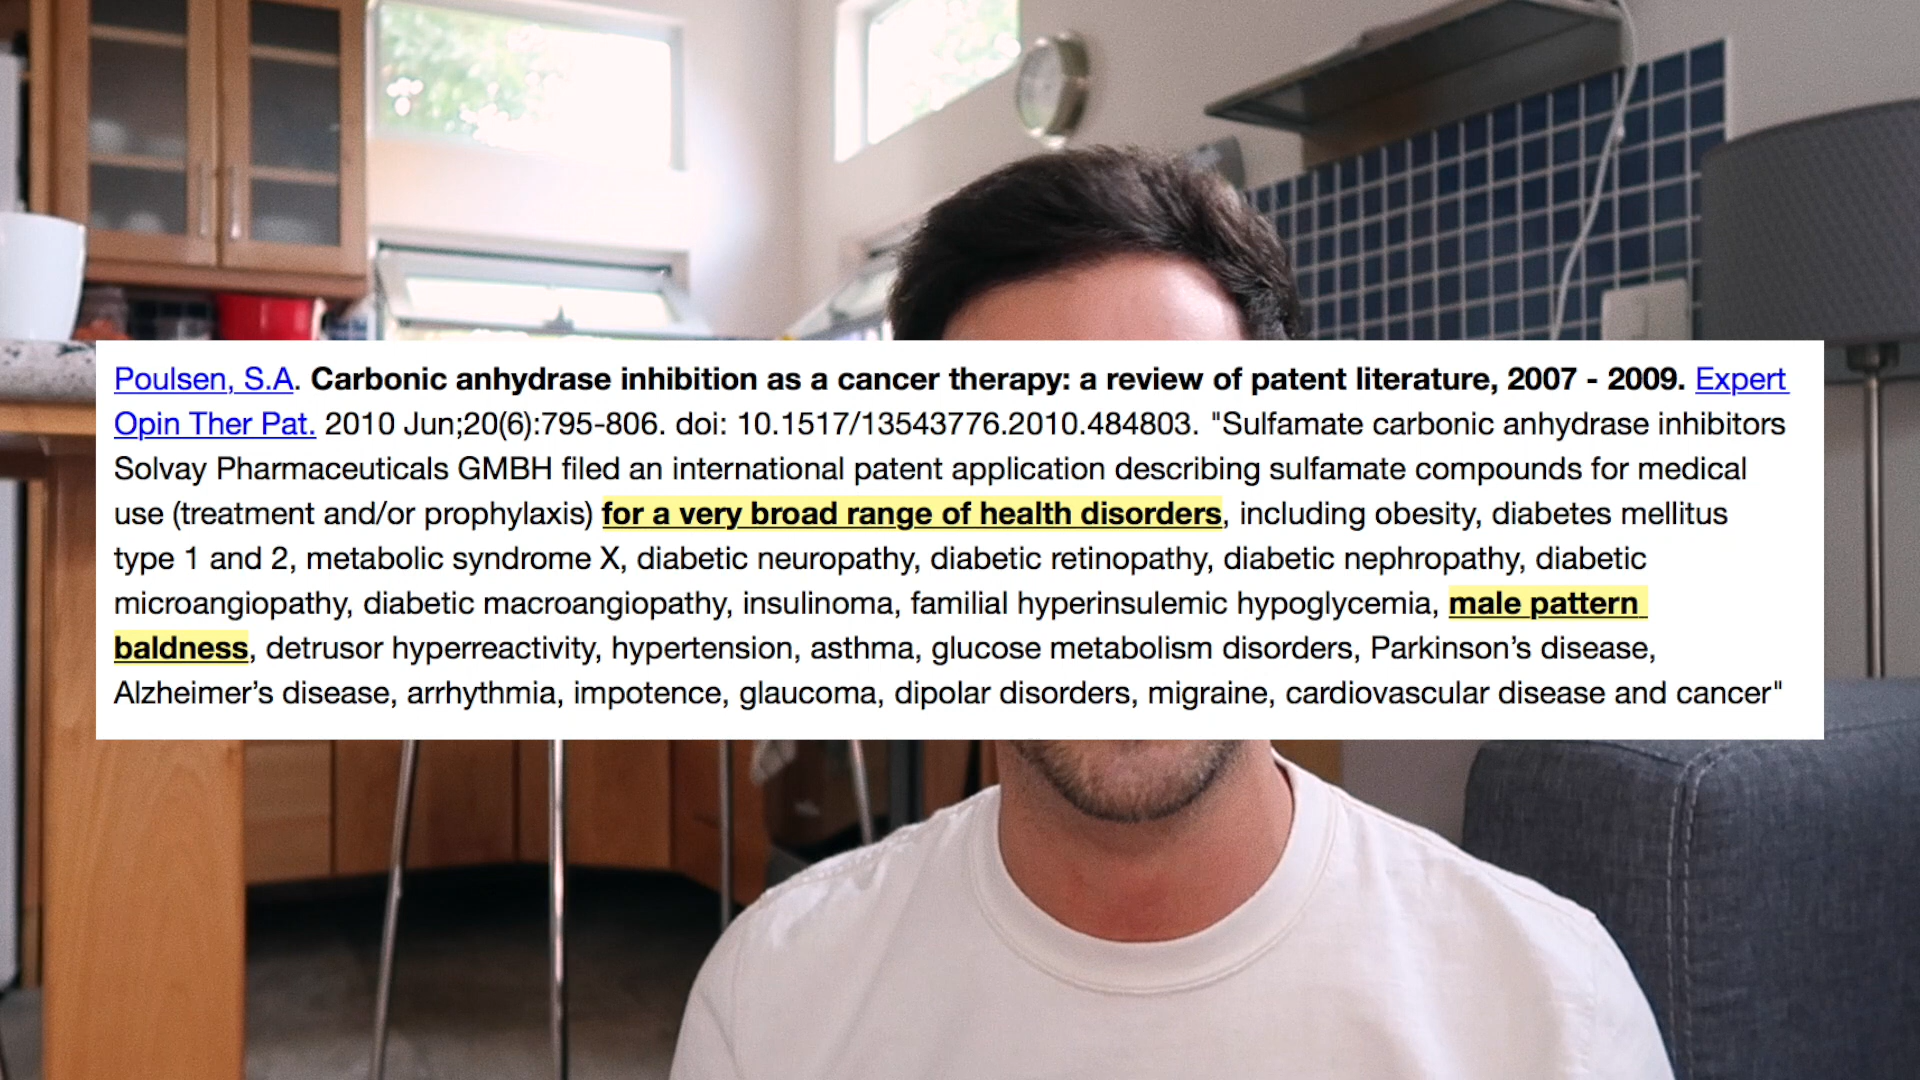 Poulsen, S.A. Carbonic anhydrase inhibition as a cancer therapy: a review of patent literature, 2007 - 2009. Expert
Opin Ther Pat. 2010 Jun;20(6):795-806. doi: 10.1517/13543776.2010.484803. "Sulfamate carbonic anhydrase inhibitors
Solvay Pharmaceuticals GMBH filed an international patent application describing sulfamate compounds for medical
use (treatment and/or prophylaxis) for a very broad range of health disorders, including obesity, diabetes mellitus
type 1 and 2, metabolic syndrome X, diabetic neuropathy, diabetic retinopathy, diabetic nephropathy, diabetic
microangiopathy, diabetic macroangiopathy, insulinoma, familial hyperinsulemic hypoglycemia, male pattern
baldness, detrusor hyperreactivity, hypertension, asthma, glucose metabolism disorders, Parkinson’s disease,
Alzheimer’s disease, arrhythmia, impotence, glaucoma, dipolar disorders, migraine, cardiovascular disease and cancer"